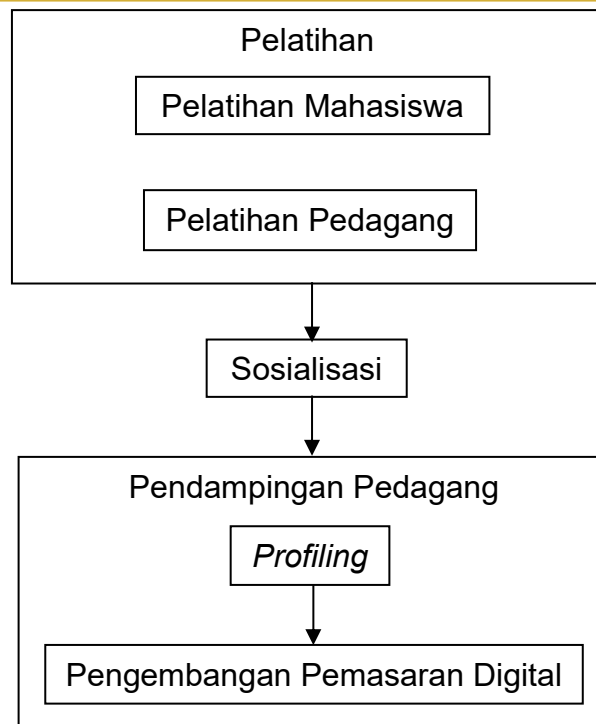 Pelatihan
Pelatihan Mahasiswa
Pelatihan Pedagang
Sosialisasi
Pendampingan Pedagang
Profiling
Pengembangan Pemasaran Digital